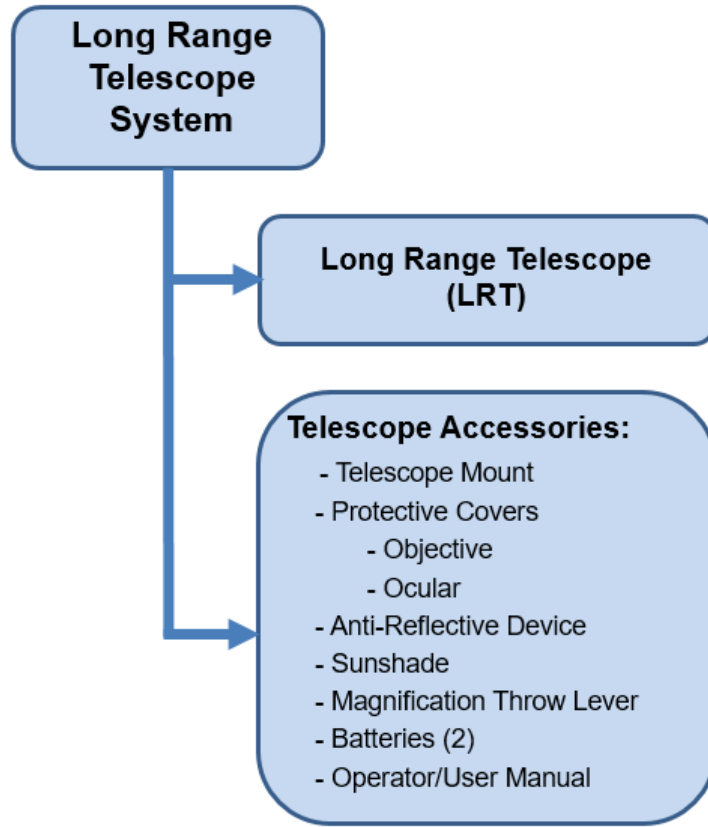 Long Range
Telescope
System
Long Range Telescope
(LRT)
Telescope Accessories:
- Telescope Mount
- Protective Covers
- Objective
- Ocular
- Anti-Reflective Device
- Sunshade
- Magnification Throw Lever
- Batteries (2)
- Operator/User Manual